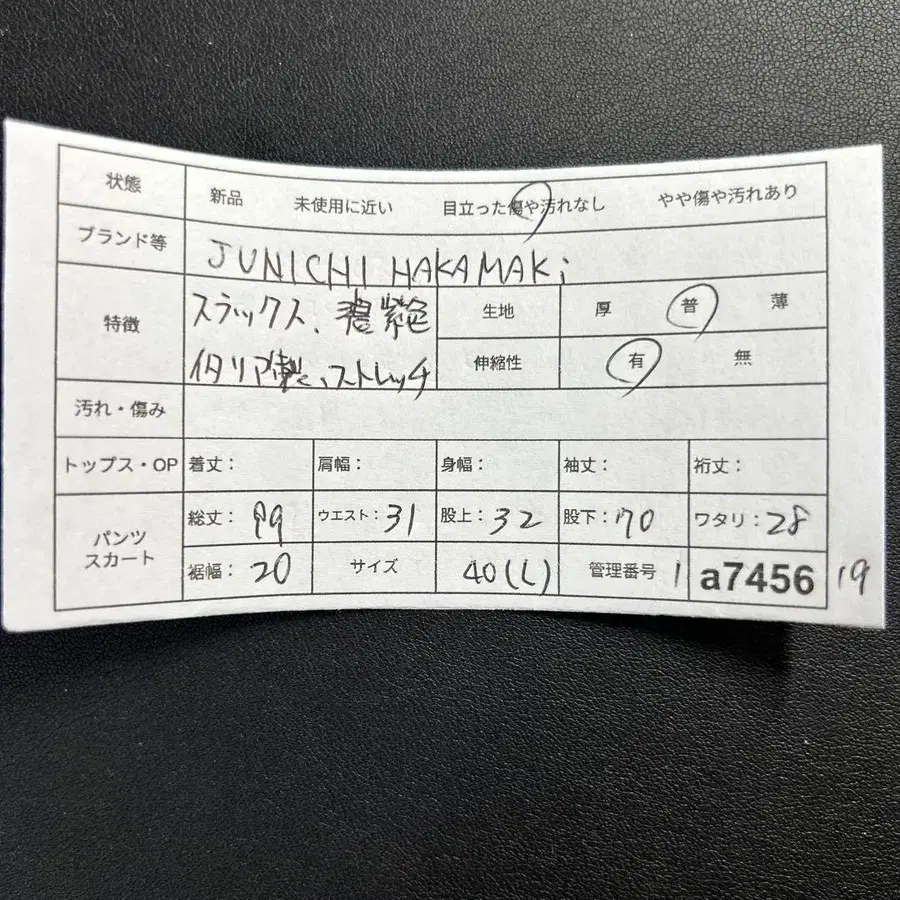 状態 新品 未使用に近い 目立った傷や汚れなし やや傷や汚れあり
ブランド等 JUNICHI HAKAMAKi
特徴 スラックス、 生地 厚 普 薄
イタリア製、ストレッチ 伸縮性 有 無
汚れ・傷み
トップス・OP 着丈: 肩幅: 身幅: 袖丈: 裄丈:
パンツ スカート 総丈: 99 ウエスト: 31 股上: 32 股下: 70 ワタリ: 28
裾幅: 20 サイズ 40(L) 管理番号 1 a7456 19